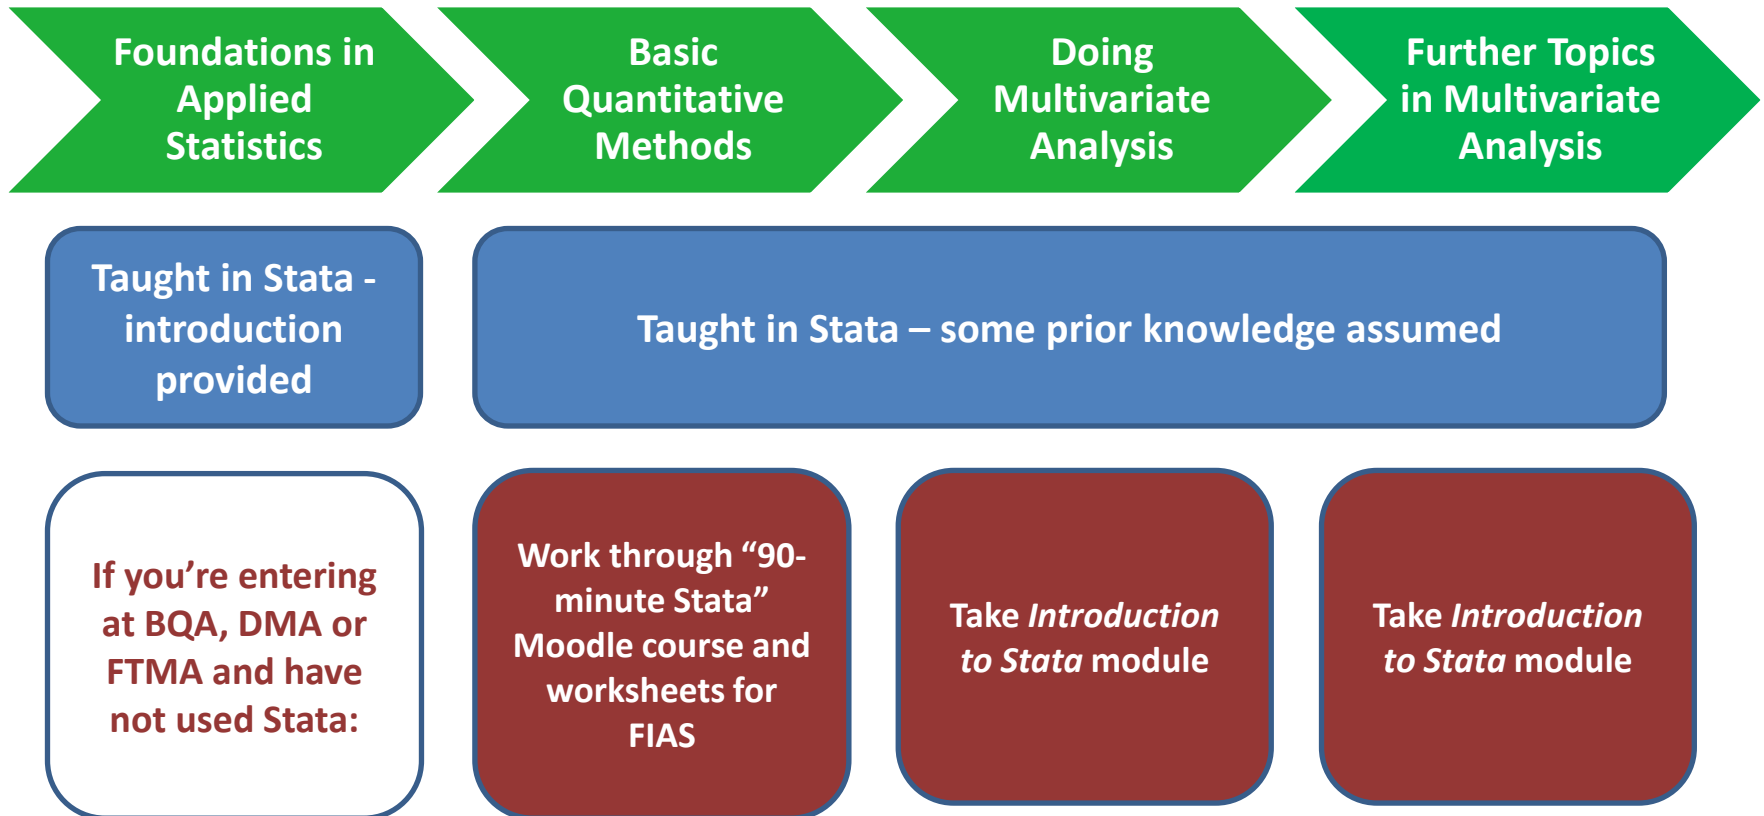 Foundations in
Applied
Statistics
Basic
Quantitative
Methods
Doing
Multivariate
Analysis
Further Topics
in Multivariate
Analysis
Taught in Stata -
introduction
provided
Taught in Stata – some prior knowledge assumed
If you’re entering
at BQA, DMA or
FTMA and have
not used Stata:
Work through “90-
minute Stata”
Moodle course and
worksheets for
FIAS
Take Introduction
to Stata module
Take Introduction
to Stata module